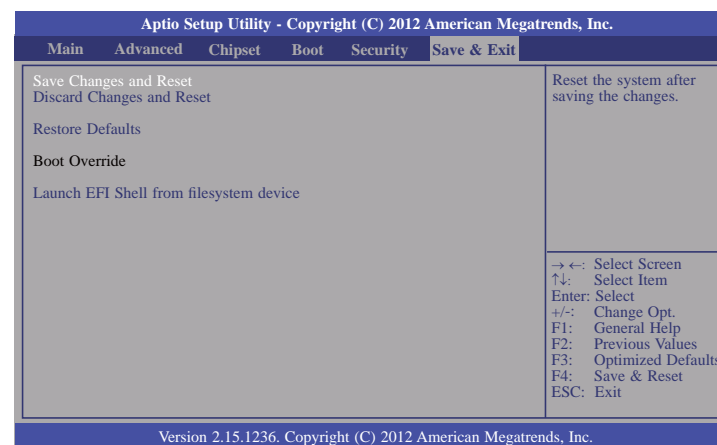 Aptio Setup Utility - Copyright (C) 2012 American Megatrends, Inc.
Main Advanced Chipset Boot Security Save & Exit
Save Changes and Reset
Discard Changes and Reset
Restore Defaults
Boot Override
Launch EFI Shell from filesystem device
Reset the system after
saving the changes.
→ ←: Select Screen
↑↓: Select Item
Enter: Select
+/-: Change Opt.
F1: General Help
F2: Previous Values
F3: Optimized Defaults
F4: Save & Reset
ESC: Exit
Version 2.15.1236. Copyright (C) 2012 American Megatrends, Inc.